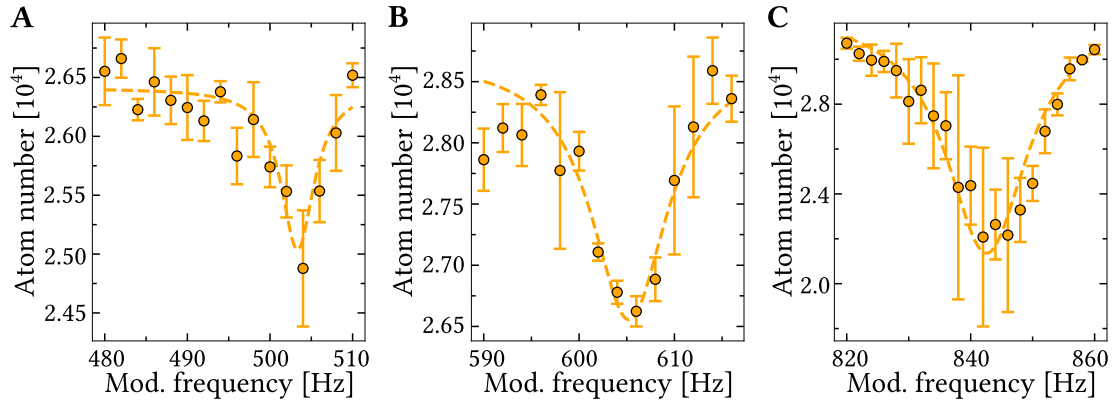 A
B
C
Atom number [10⁴]
2.65
2.60
2.55
2.50
2.45
480
490
500
510
Mod. frequency [Hz]
Atom number [10⁴]
2.85
2.80
2.75
2.70
2.65
590
600
610
Mod. frequency [Hz]
Atom number [10⁴]
2.8
2.4
2.0
820
840
860
Mod. frequency [Hz]